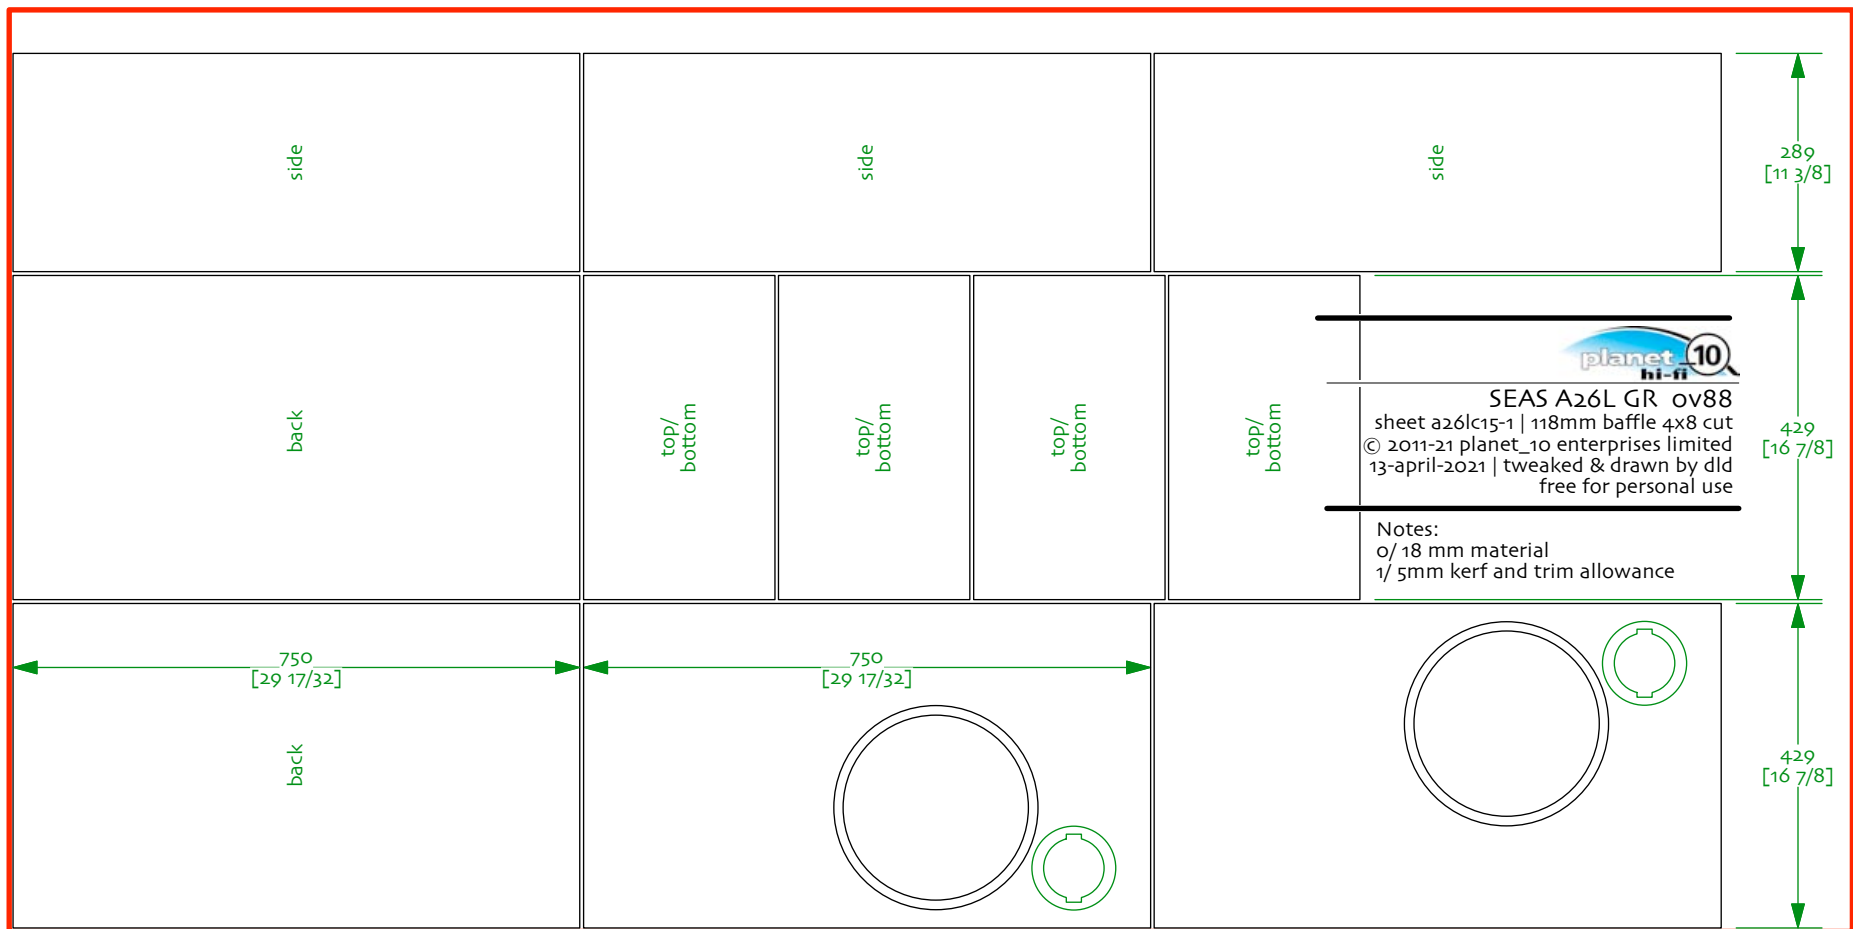 side
side
side
289
[11 3/8]
back
top/
bottom
top/
bottom
top/
bottom
top/
bottom
planet_10
hi-fi
SEAS A26L GR 0v88
sheet a26lc15-1 | 118mm baffle 4x8 cut
© 2011-21 planet_10 enterprises limited
13-april-2021 | tweaked & drawn by dld
free for personal use
Notes:
0/ 18 mm material
1/ 5mm kerf and trim allowance
429
[16 7/8]
750
[29 17/32]
750
[29 17/32]
back
429
[16 7/8]